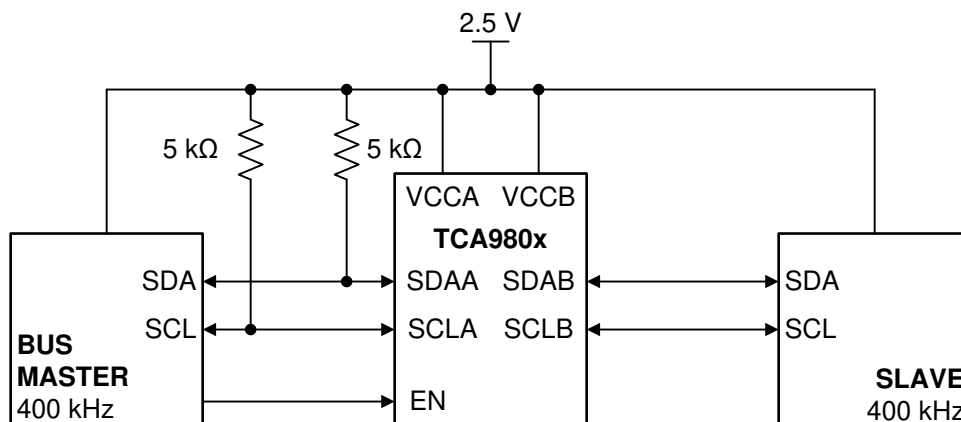 2.5 V
5 kΩ
5 kΩ
VCCA VCCB
TCA980x
SDA
SDAA SDAB
SDA
SCL
SCLA SCLB
SCL
BUS
MASTER
400 kHz
EN
SLAVE
400 kHz